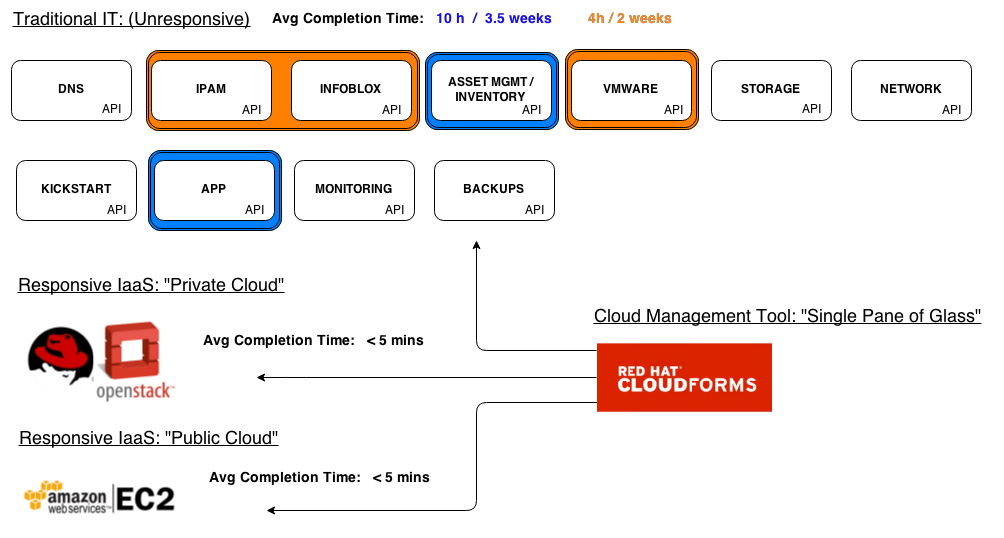 Traditional IT: (Unresponsive) Avg Completion Time: 10 h / 3.5 weeks 4h / 2 weeks
DNS
API
IPAM
API
INFOBLOX
API
ASSET MGMT /
INVENTORY
API
VMWARE
API
STORAGE
API
NETWORK
API
KICKSTART
API
APP
API
MONITORING
API
BACKUPS
API
Responsive IaaS: "Private Cloud"
Cloud Management Tool: "Single Pane of Glass"
Avg Completion Time: < 5 mins
openstack™
RED HAT®
CLOUDFORMS
Responsive IaaS: "Public Cloud"
Avg Completion Time: < 5 mins
amazon
webservices™
EC2